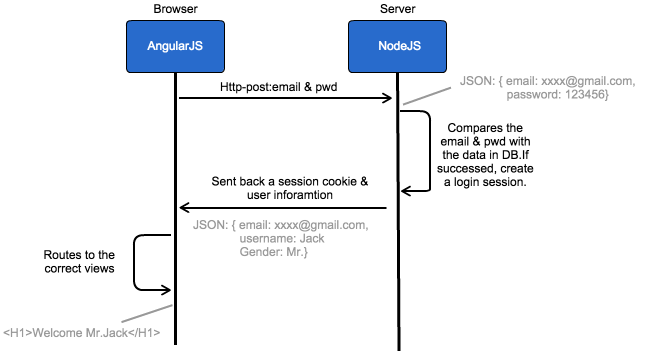 Browser
Server
AngularJS
NodeJS
Http-post:email & pwd
JSON: { email: xxxx@gmail.com,
password: 123456}
Compares the
email & pwd with
the data in DB.If
successed, create
a login session.
Sent back a session cookie &
user inforamtion
JSON: { email: xxxx@gmail.com,
username: Jack
Gender: Mr.}
Routes to the
correct views
<H1>Welcome Mr.Jack</H1>